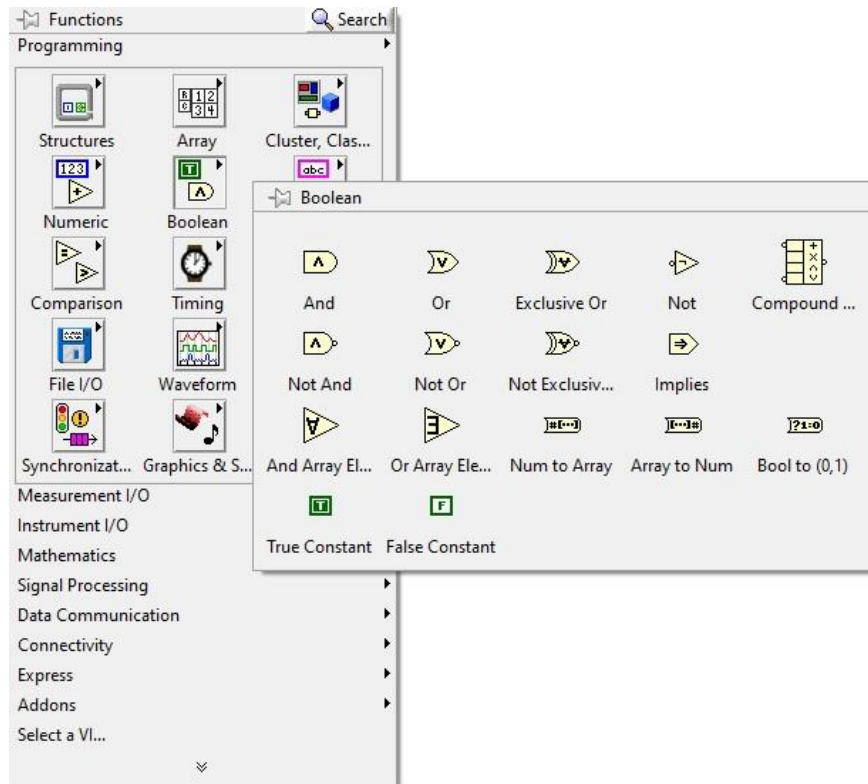 Functions
Search
Programming
Structures
Array
Cluster, Clas...
Numeric
Boolean
Comparison
Timing
File I/O
Waveform
Synchronizat...
Graphics & S...
Measurement I/O
Instrument I/O
Mathematics
Signal Processing
Data Communication
Connectivity
Express
Addons
Select a VI...
Boolean
And
Or
Exclusive Or
Not
Compound ...
Not And
Not Or
Not Exclusiv...
Implies
And Array El...
Or Array Ele...
Num to Array
Array to Num
Bool to (0,1)
True Constant
False Constant